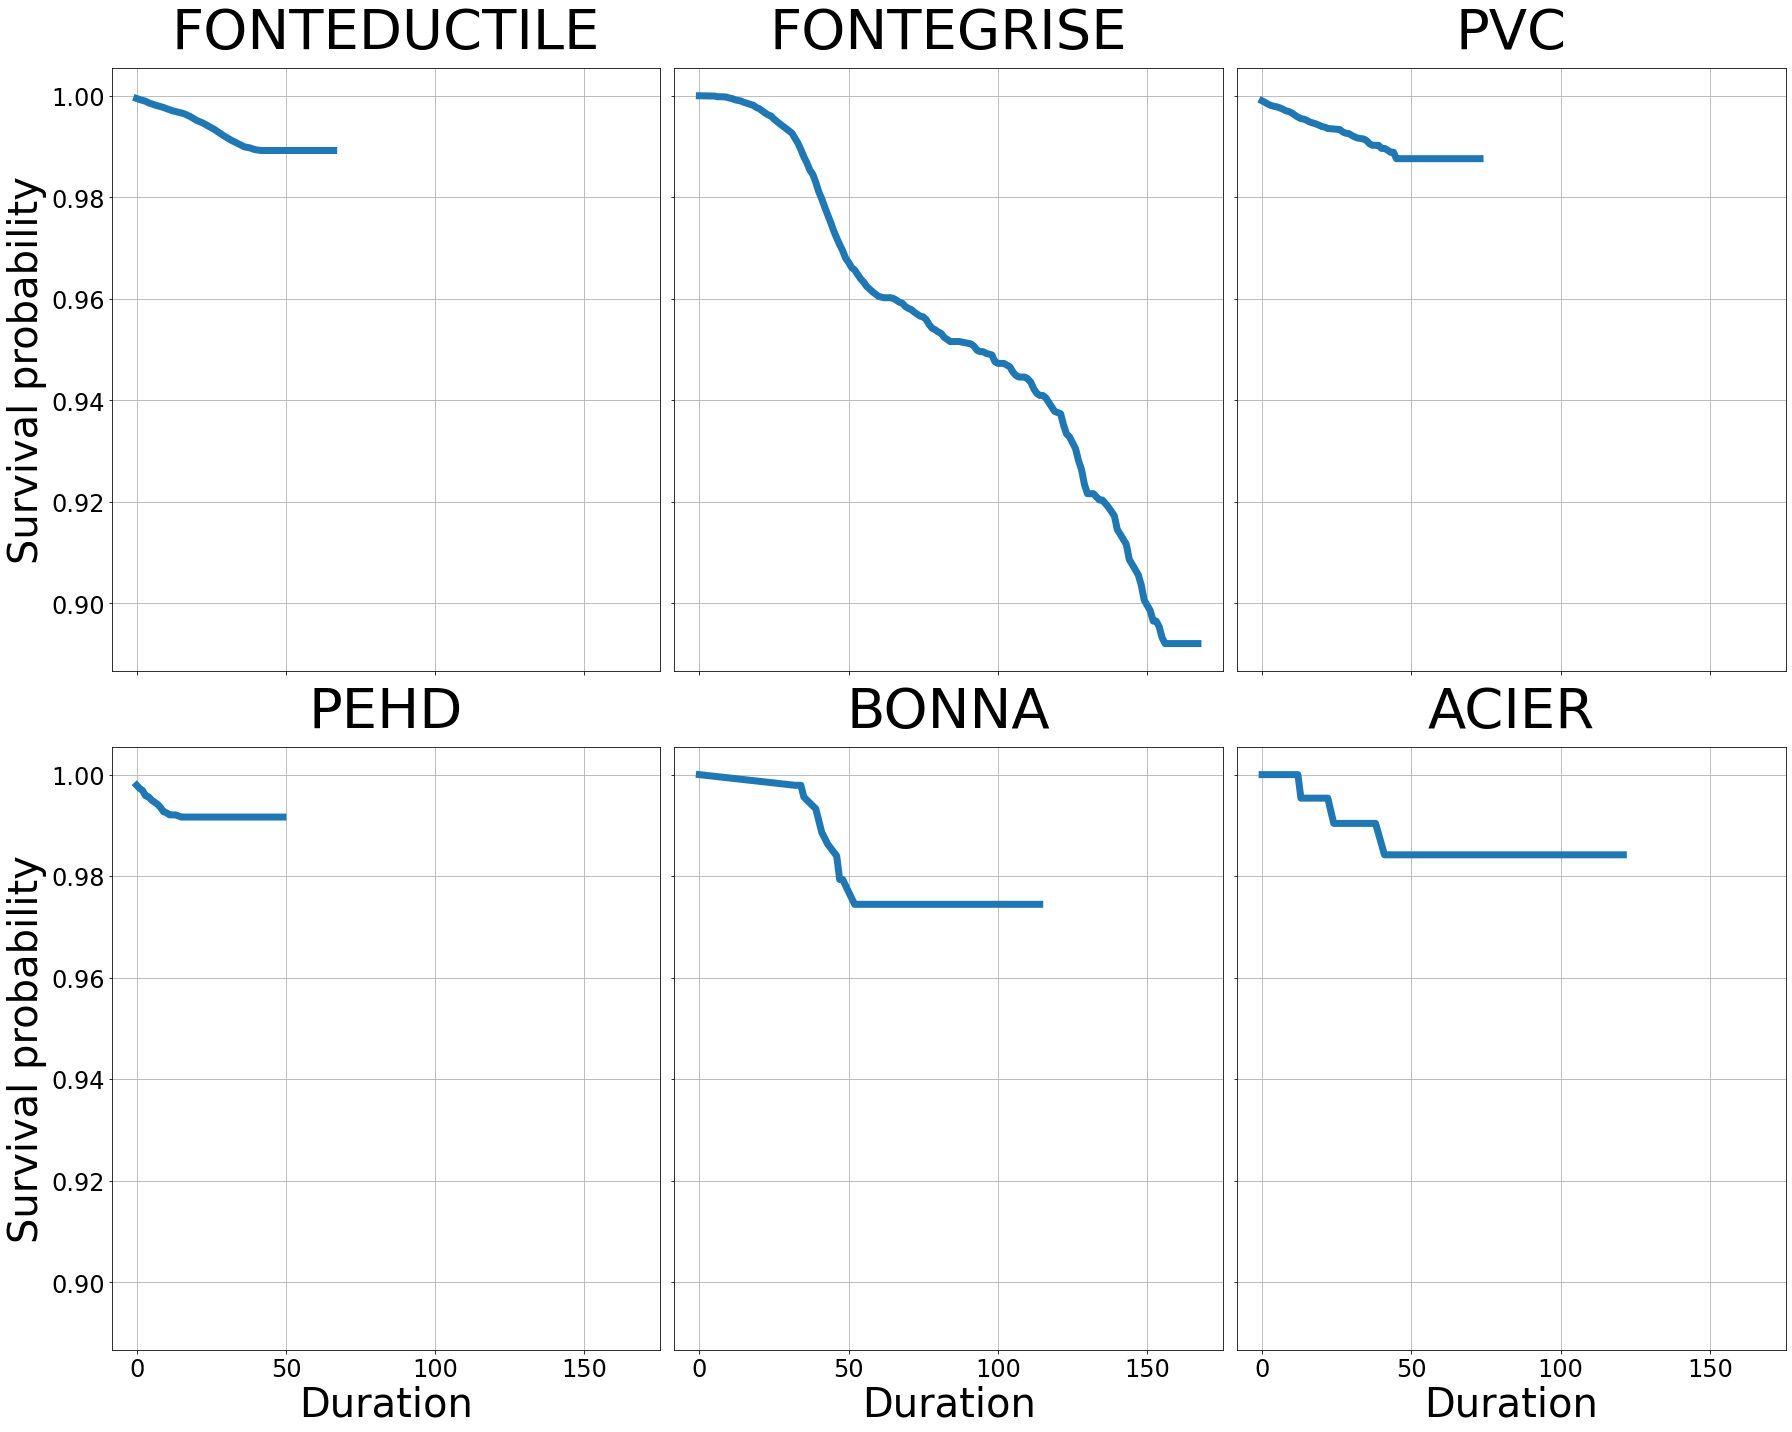 FONTEDUCTILE
FONTEGRISE
PVC
Survival probability
1.00
0.98
0.96
0.94
0.92
0.90
PEHD
BONNA
ACIER
Survival probability
1.00
0.98
0.96
0.94
0.92
0.90
0 50 100 150
0 50 100 150
0 50 100 150
Duration
Duration
Duration